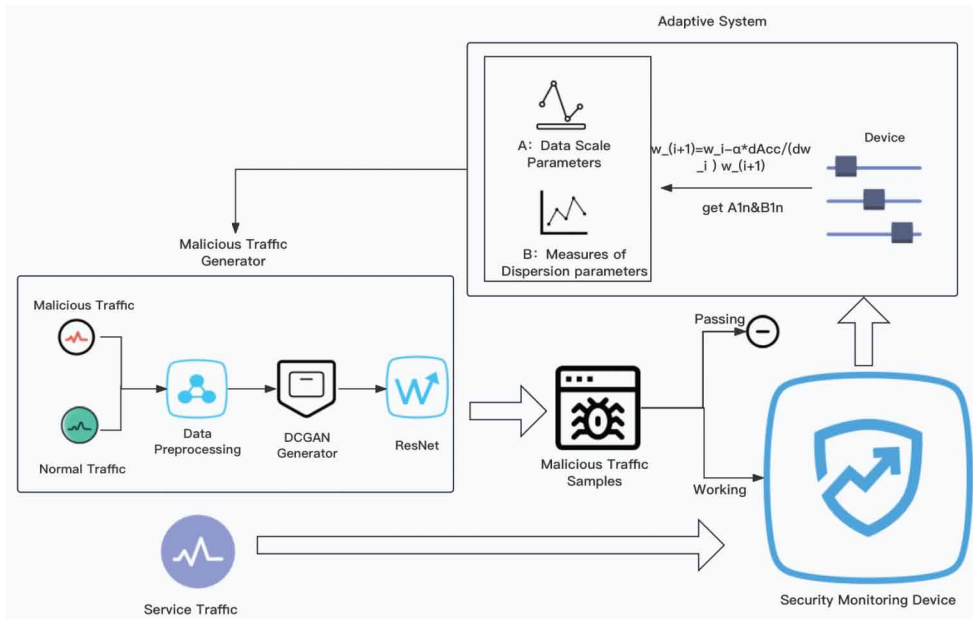 Adaptive System
A: Data Scale
Parameters
w_(i+1)=w_i-α*dAcc/(dw
_i ) w_(i+1)
get A1n&B1n
Device
B: Measures of
Dispersion parameters
Malicious Traffic
Generator
Malicious Traffic
Normal Traffic
Data
Preprocessing
DCGAN
Generator
W
ResNet
Malicious Traffic
Samples
Passing
Working
Service Traffic
Security Monitoring Device